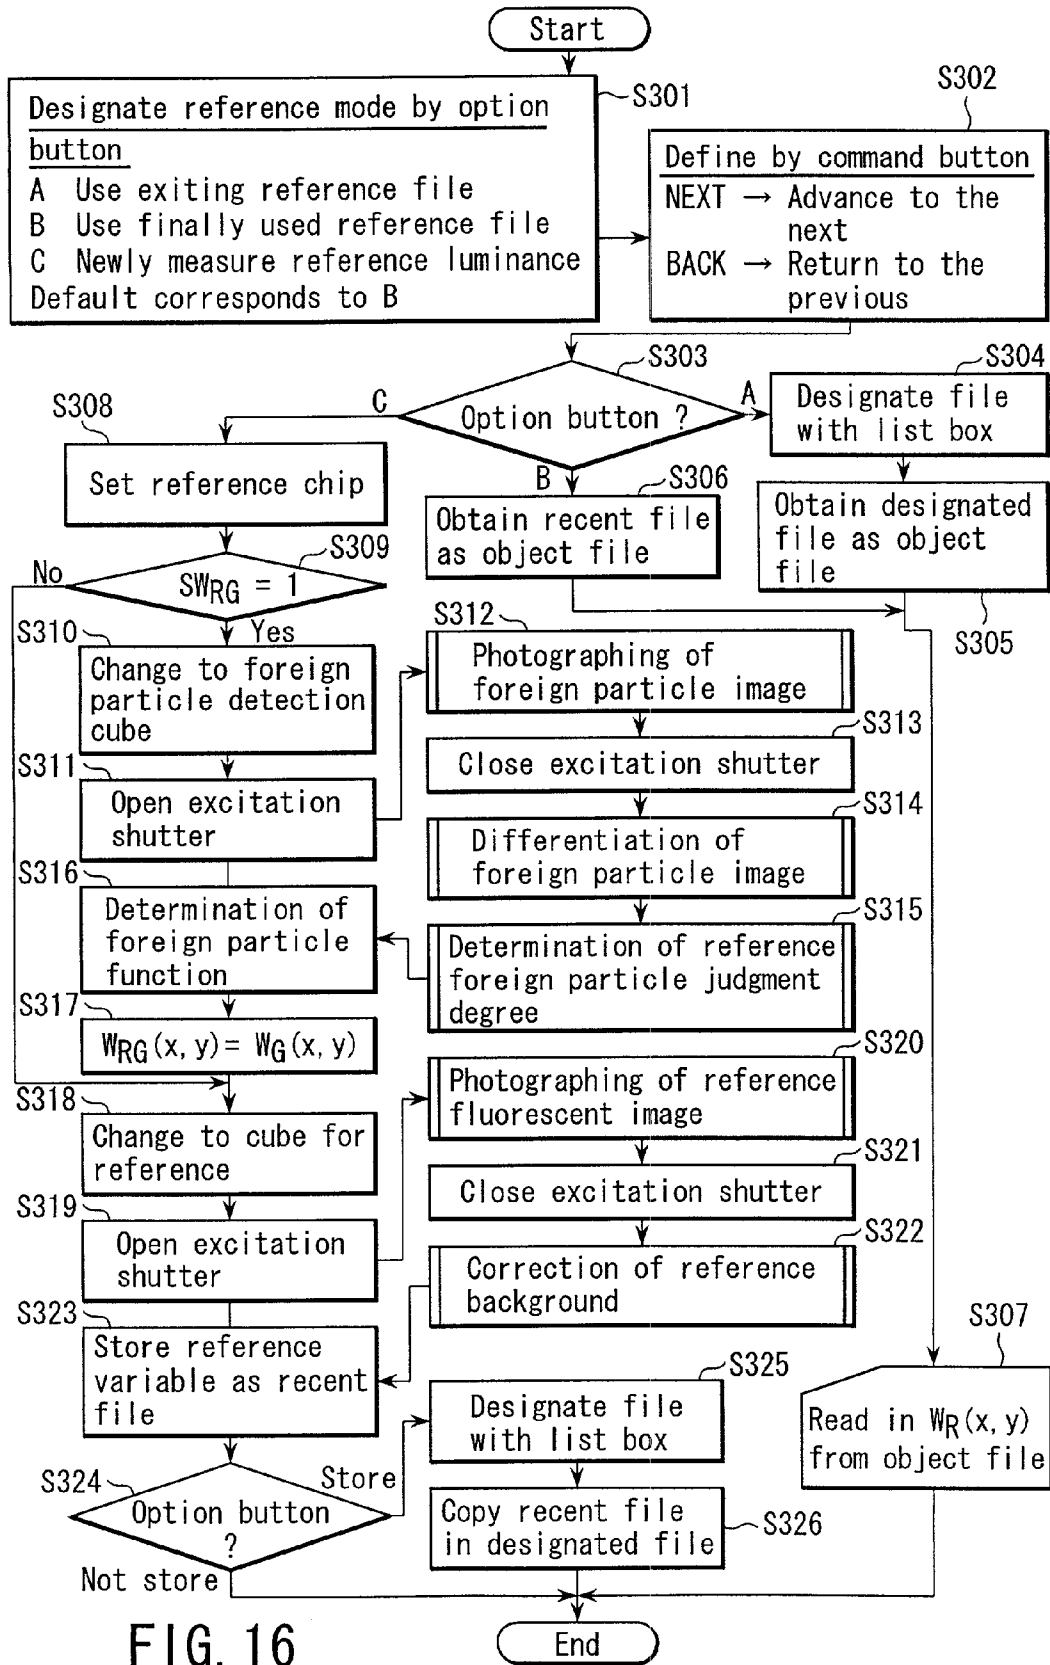 Start
S301
Designate reference mode by option
button
A Use exiting reference file
B Use finally used reference file
C Newly measure reference luminance
Default corresponds to B
S302
Define by command button
NEXT → Advance to the
next
BACK → Return to the
previous
S303
Option button ?
A
B
C
S304
Designate file
with list box
S305
Obtain designated
file as object
file
S306
Obtain recent file
as object file
S308
Set reference chip
S309
SWRG = 1
No
Yes
S310
Change to foreign
particle detection
cube
S311
Open excitation
shutter
S312
Photographing of
foreign particle image
S313
Close excitation shutter
S314
Differentiation of
foreign particle image
S315
Determination of reference
foreign particle judgment
degree
S316
Determination of
foreign particle
function
S317
WRG(x, y)= WG(x, y)
S318
Change to cube for
reference
S319
Open excitation
shutter
S320
Photographing of reference
fluorescent image
S321
Close excitation shutter
S322
Correction of reference
background
S323
Store reference
variable as recent
file
S307
Read in WR(x, y)
from object file
S324
Option button
?
Store
Not store
S325
Designate file
with list box
S326
Copy recent file
in designated file
End
FIG. 16